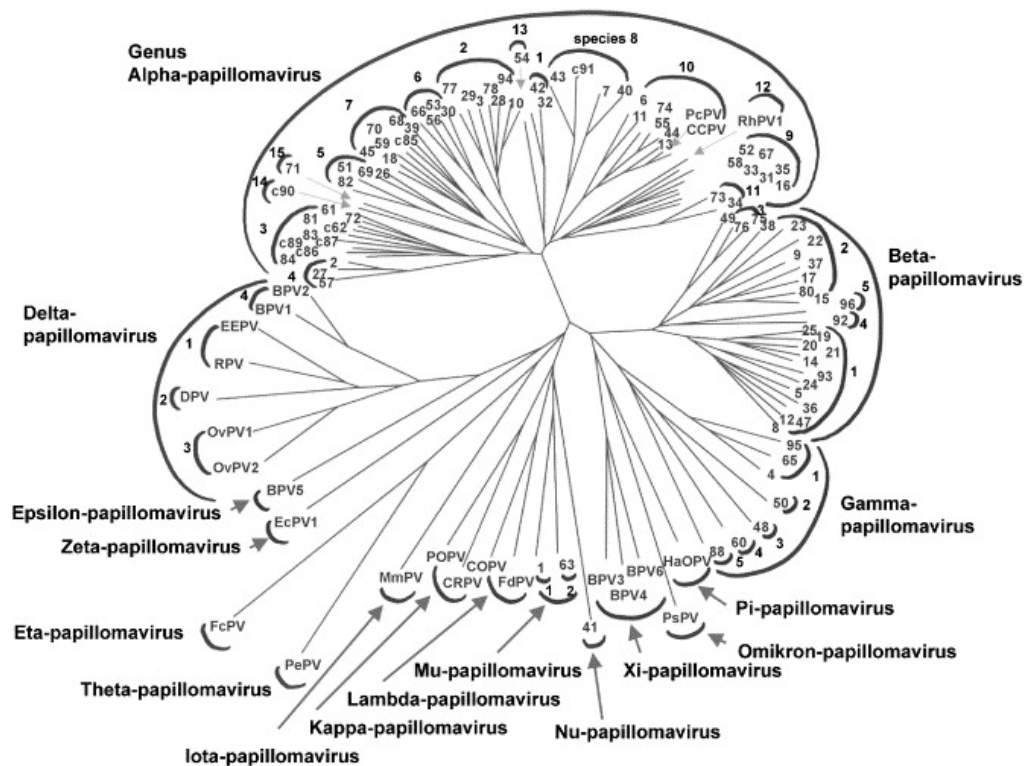 Genus
Alpha-papillomavirus
13
54
2
1
species 8
10
12
94
42
43
c91
7
40
6
77
78
29
3
28
10
32
6
11
74
55
44
13
PcPV
CCPV
RhPV1
9
7
66
53
56
30
70
68
39
59
c85
45
18
52
67
58
33
35
31
16
15
71
5
51
82
69
26
14
c90
11
73
34
3
61
81
72
c62
83
c89
c87
c86
84
4
2
27
57
49
75
76
38
3
23
22
2
9
37
17
80
15
Beta-
papillomavirus
5
96
92
4
25
19
20
21
14
93
1
24
5
36
12
47
8
Delta-
papillomavirus
4
BPV2
BPV1
1
EEPV
RPV
2
DPV
3
OvPV1
OvPV2
95
65
1
4
50
2
Gamma-
papillomavirus
48
3
60
4
88
5
Epsilon-papillomavirus
BPV5
Zeta-papillomavirus
EcPV1
Eta-papillomavirus
FcPV
Theta-papillomavirus
PePV
MmPV
POPV
CRPV
COPV
FdPV
1
63
1
2
41
BPV3
BPV4
BPV6
HaOPV
PsPV
Pi-papillomavirus
Omikron-papillomavirus
Xi-papillomavirus
Mu-papillomavirus
Lambda-papillomavirus
Kappa-papillomavirus
Nu-papillomavirus
Iota-papillomavirus